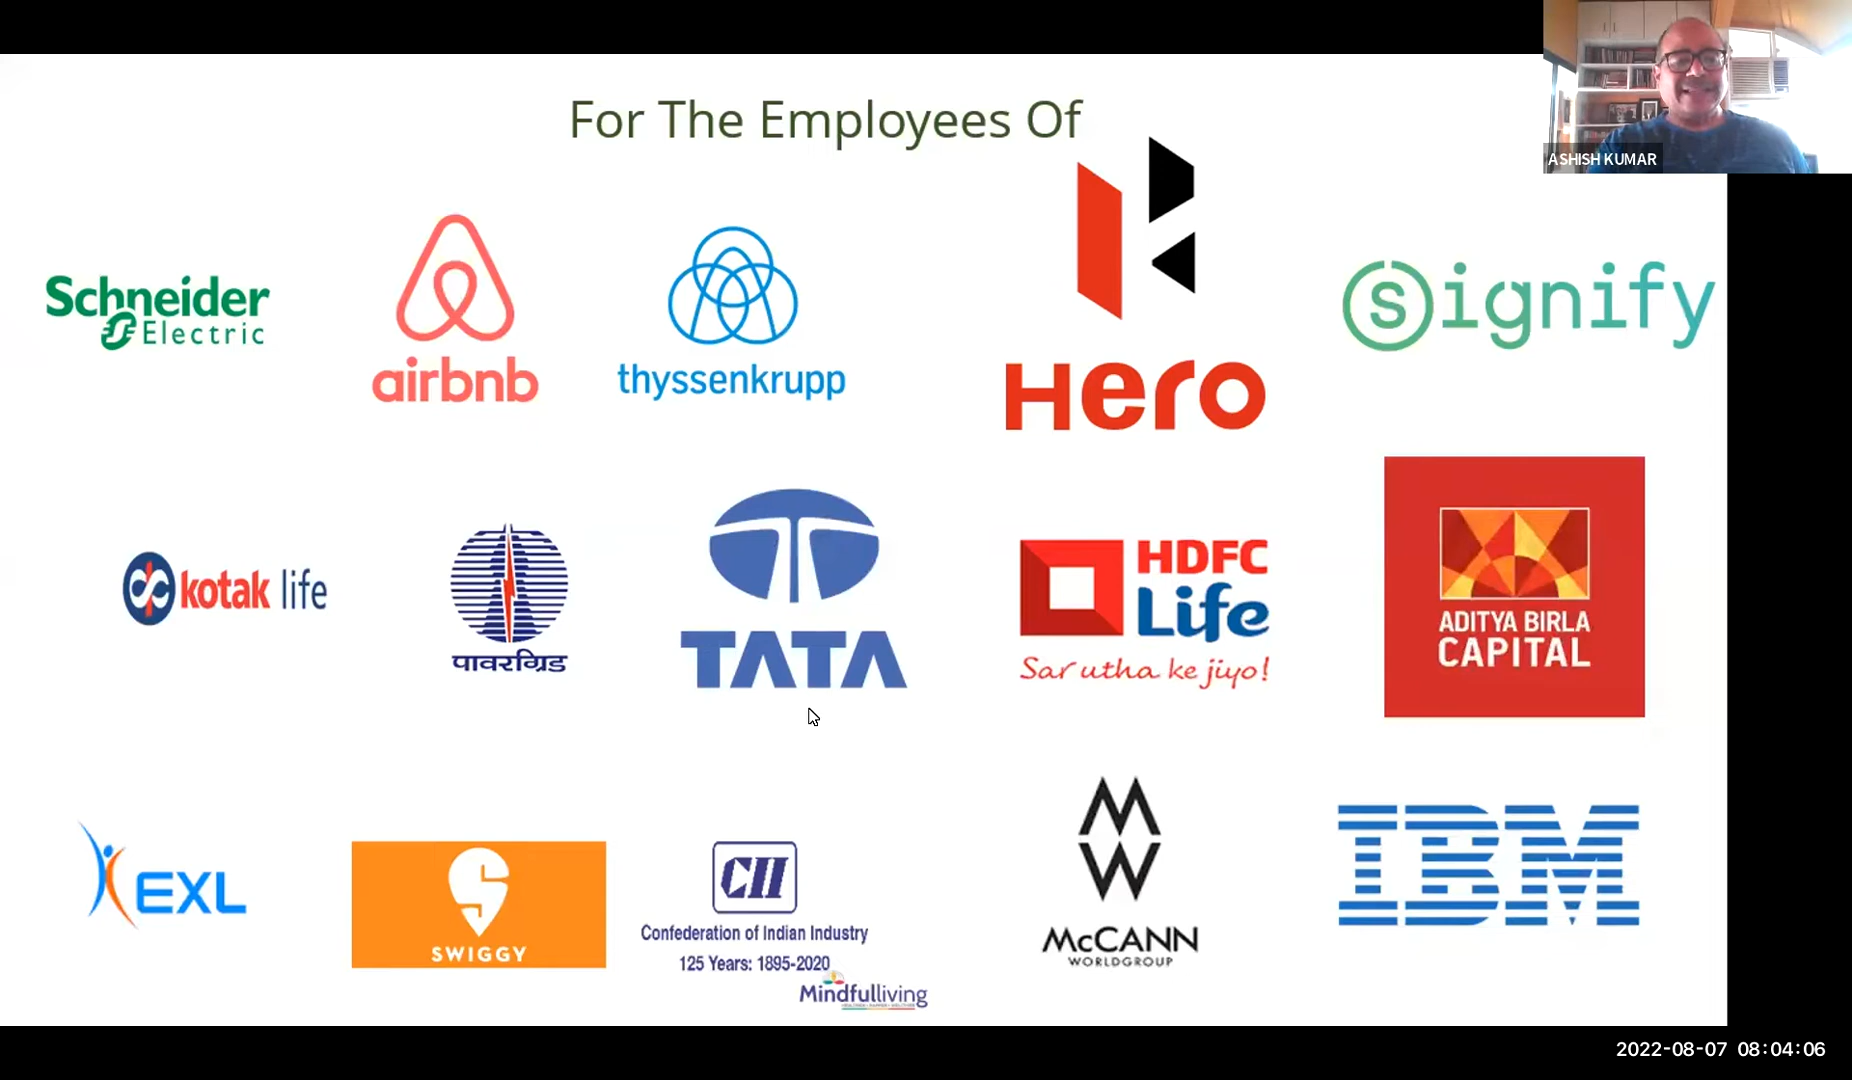 For The Employees Of
ASHISH KUMAR
Schneider
Electric
airbnb
thyssenkrupp
Hero
signify
kotak life
पावरग्रिड
TATA
HDFC
Life
Sar utha ke jiyo!
ADITYA BIRLA
CAPITAL
EXL
SWIGGY
CII
Confederation of Indian Industry
125 Years: 1895-2020
Mindfulliving
McCANN
WORLDGROUP
IBM
2022-08-07 08:04:06